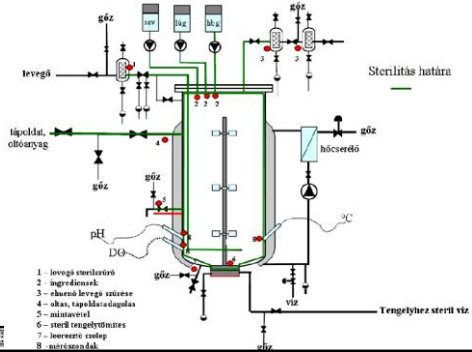 sav
lúg
hbg
gőz
gőz
1
2
2
2
3
3
levegő
Sterilitás határa
tápoldat,
oltóanyag
4
gőz
gőz
hőcserélő
gőz
5
pH
DO
8
8
°C
6
gőz
víz
Tengelyhez steril víz
gőz
1 – levegő sterilszűrő
2 – ingrediensek
3 – elmenő levegő szűrése
4 – oltás, tápoldatadagolás
5 – mintavétel
6 – steril tengelytömítés
7 – leeresztő szelep
8 – mérőszondák